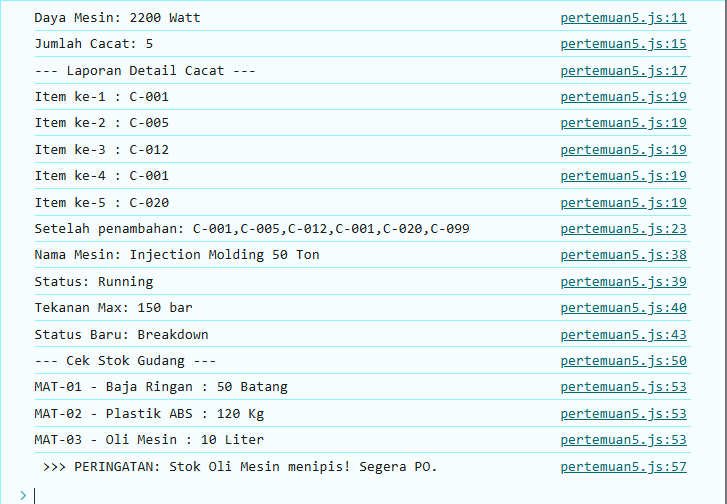 Daya Mesin: 2200 Watt pertemuan5.js:11
Jumlah Cacat: 5 pertemuan5.js:15
--- Laporan Detail Cacat --- pertemuan5.js:17
Item ke-1 : C-001 pertemuan5.js:19
Item ke-2 : C-005 pertemuan5.js:19
Item ke-3 : C-012 pertemuan5.js:19
Item ke-4 : C-001 pertemuan5.js:19
Item ke-5 : C-020 pertemuan5.js:19
Setelah penambahan: C-001,C-005,C-012,C-001,C-020,C-099 pertemuan5.js:23
Nama Mesin: Injection Molding 50 Ton pertemuan5.js:38
Status: Running pertemuan5.js:39
Tekanan Max: 150 bar pertemuan5.js:40
Status Baru: Breakdown pertemuan5.js:43
--- Cek Stok Gudang --- pertemuan5.js:50
MAT-01 - Baja Ringan : 50 Batang pertemuan5.js:53
MAT-02 - Plastik ABS : 120 Kg pertemuan5.js:53
MAT-03 - Oli Mesin : 10 Liter pertemuan5.js:53
>>> PERINGATAN: Stok Oli Mesin menipis! Segera PO. pertemuan5.js:57
>